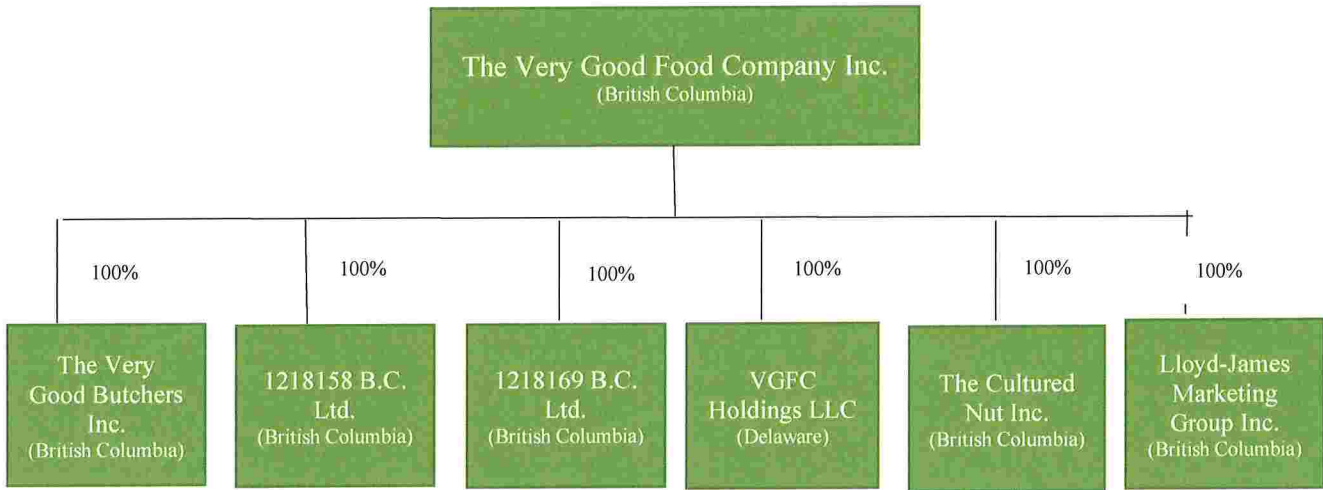 The Very Good Food Company Inc.
(British Columbia)
100%
100%
100%
100%
100%
100%
The Very
Good Butchers
Inc.
(British Columbia)
1218158 B.C.
Ltd.
(British Columbia)
1218169 B.C.
Ltd.
(British Columbia)
VGFC
Holdings LLC
(Delaware)
The Cultured
Nut Inc.
(British Columbia)
Lloyd-James
Marketing
Group Inc.
(British Columbia)